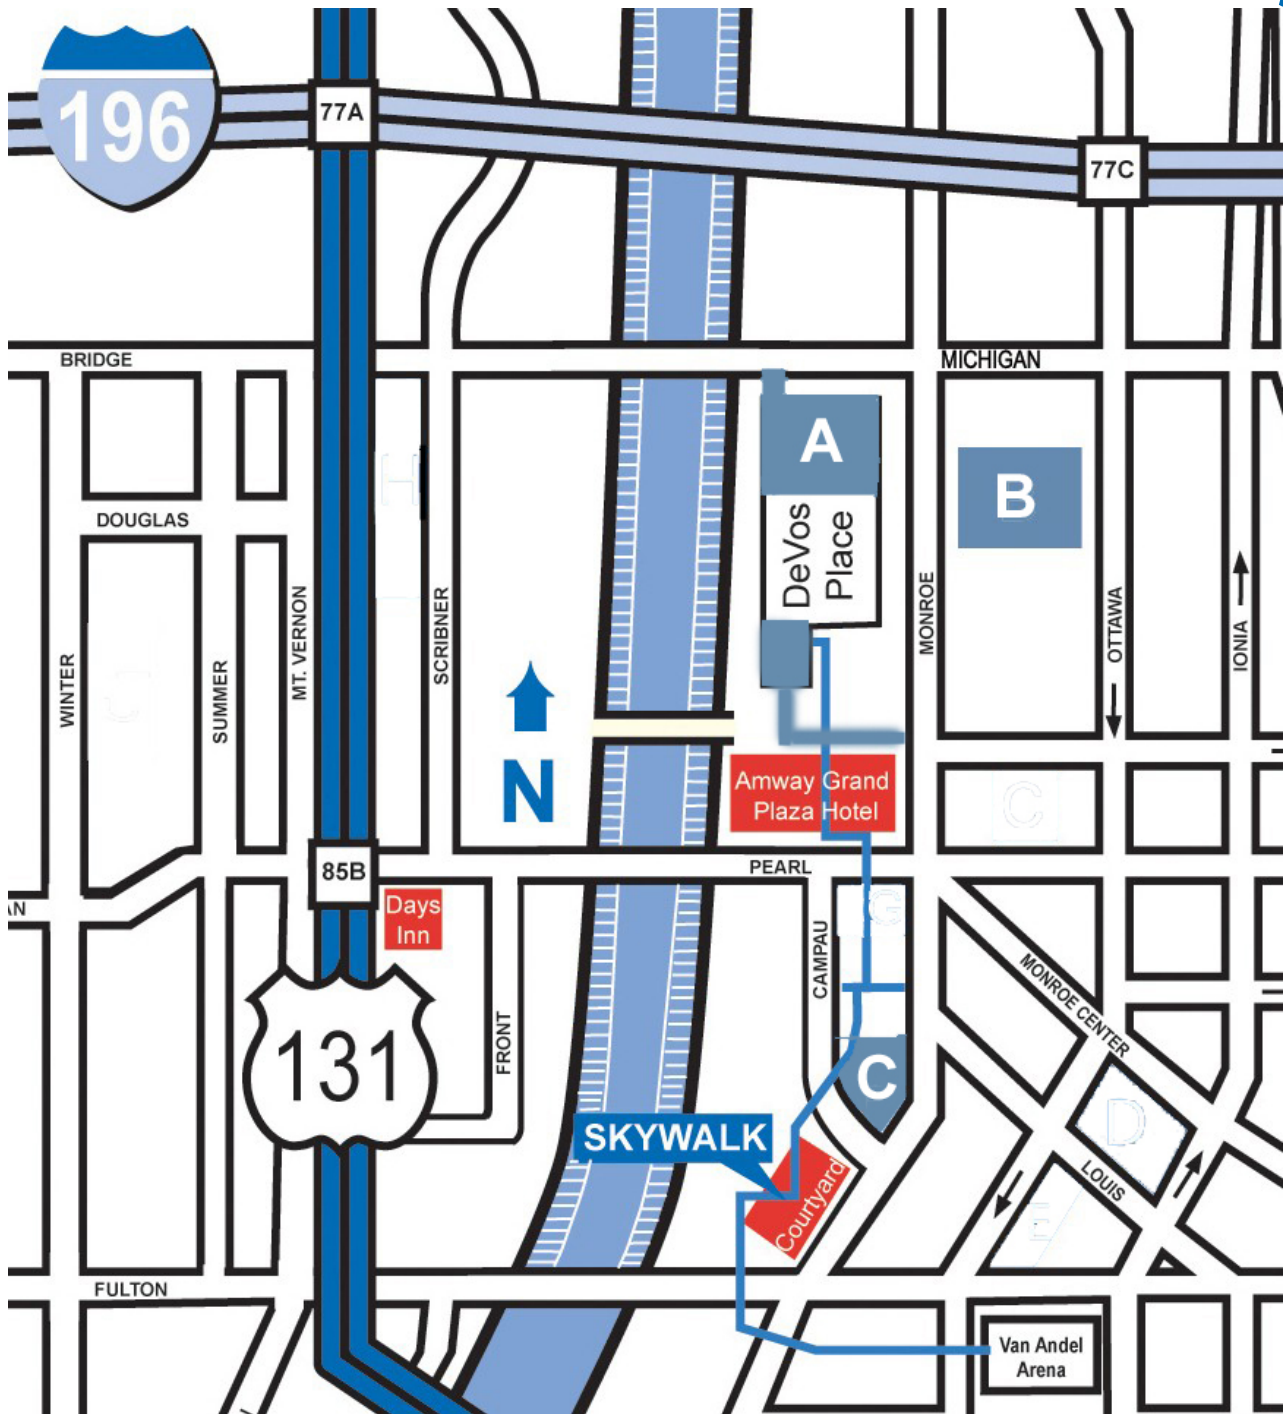 196
77A
77C
BRIDGE
MICHIGAN
A
B
H
DeVos
Place
DOUGLAS
WINTER
SUMMER
MT. VERNON
SCRIBNER
MONROE
OTTAWA
IONIA
J
N
Amway Grand
Plaza Hotel
C
PEARL
85B
Days
Inn
AN
G
CAMPAU
FRONT
MONROE CENTER
131
C
D
SKYWALK
Courtyard
LOUIS
E
FULTON
Van Andel
Arena